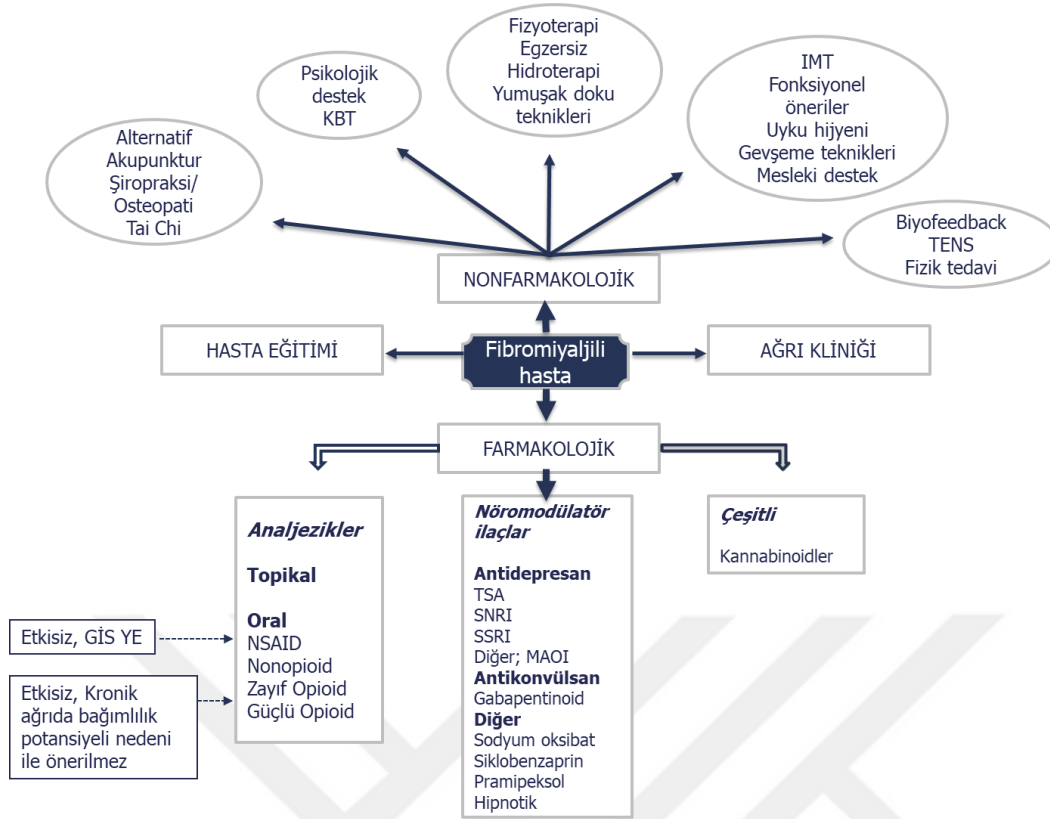 Fizyoterapi
Egzersiz
Hidroterapi
Yumuşak doku
teknikleri
Psikolojik
destek
KBT
IMT
Fonksiyonel
öneriler
Uyku hijyeni
Gevşeme teknikleri
Mesleki destek
Alternatif
Akupunktur
Şiropraksi/
Osteopati
Tai Chi
Biyofeedback
TENS
Fizik tedavi
NONFARMAKOLOJİK
HASTA EĞİTİMİ
Fibromiyaljili
hasta
AĞRI KLİNİĞİ
FARMAKOLOJİK
Analjezikler
Topikal
Oral
NSAID
Nonopioid
Zayıf Opioid
Güçlü Opioid
Etkisiz, GİS YE
Etkisiz, Kronik
ağrıda bağımlılık
potansiyeli nedeni
ile önerilmez
Nöromodülatör
ilaçlar
Antidepresan
TSA
SNRI
SSRI
Diğer; MAOI
Antikonvülsan
Gabapentinoid
Diğer
Sodyum oksibat
Siklobenzaprin
Pramipeksol
Hipnotik
Çeşitli
Kannabinoidler